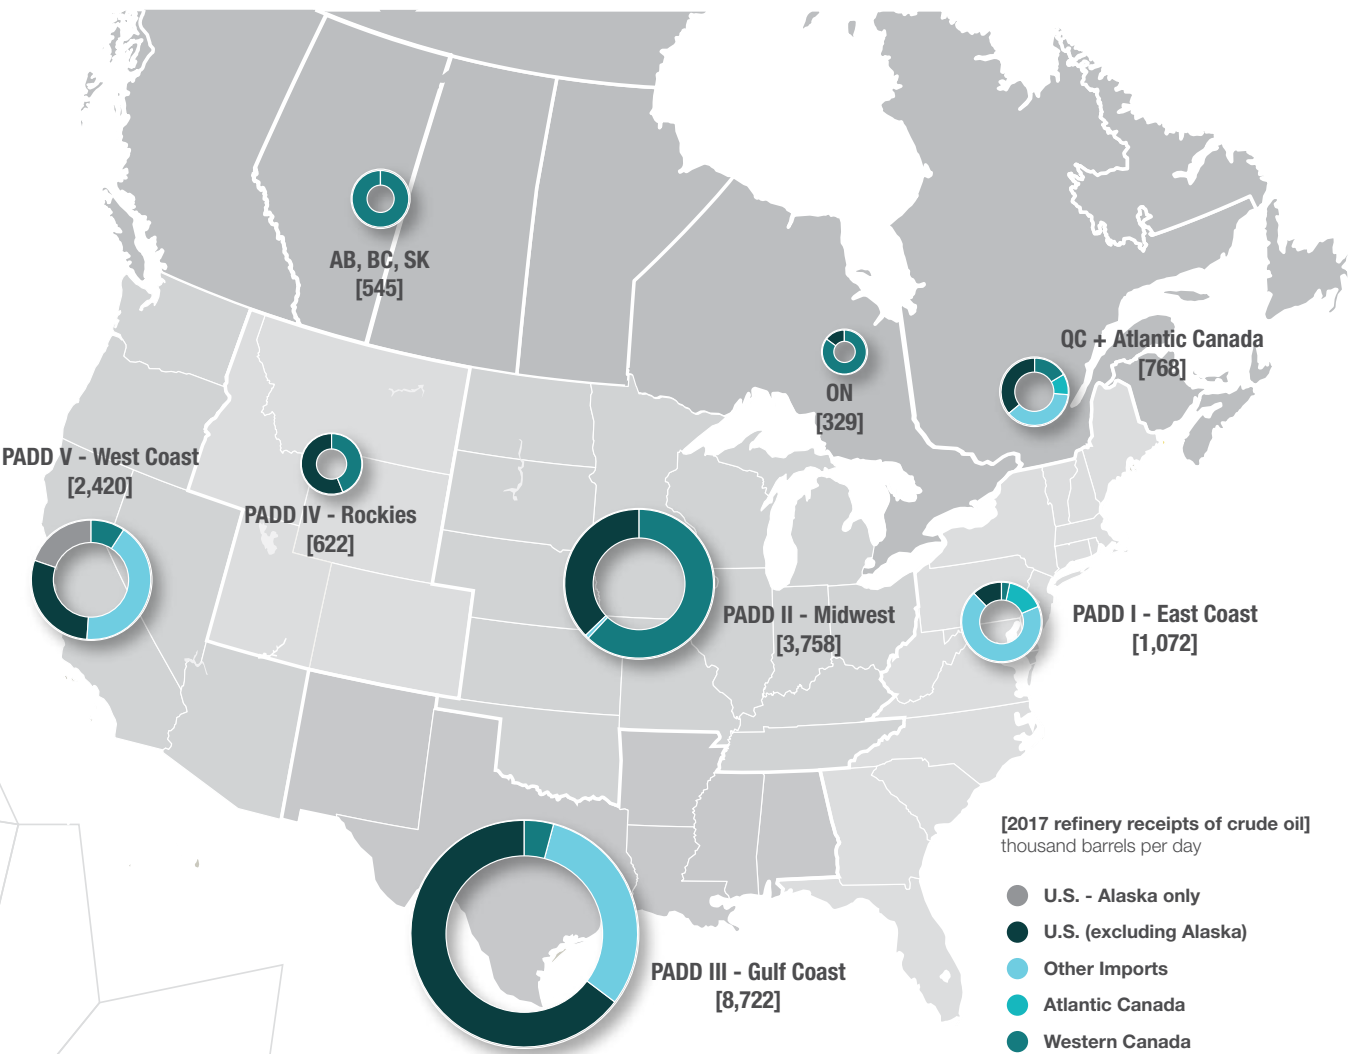 AB, BC, SK
[545]
QC + Atlantic Canada
[768]
ON
[329]
PADD V - West Coast
[2,420]
PADD IV - Rockies
[622]
PADD II - Midwest
[3,758]
PADD I - East Coast
[1,072]
PADD III - Gulf Coast
[8,722]
[2017 refinery receipts of crude oil]
thousand barrels per day
U.S. - Alaska only
U.S. (excluding Alaska)
Other Imports
Atlantic Canada
Western Canada